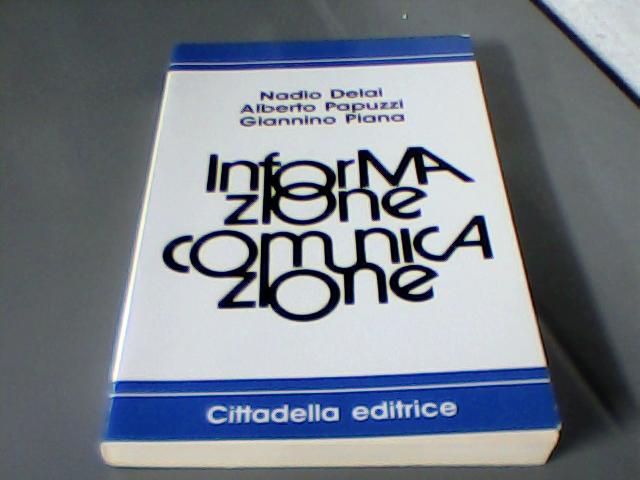 Nadio Delai
Alberto Papuzzi
Giannino Piana
InforMA
zione
comunicA
zione
Cittadella editrice